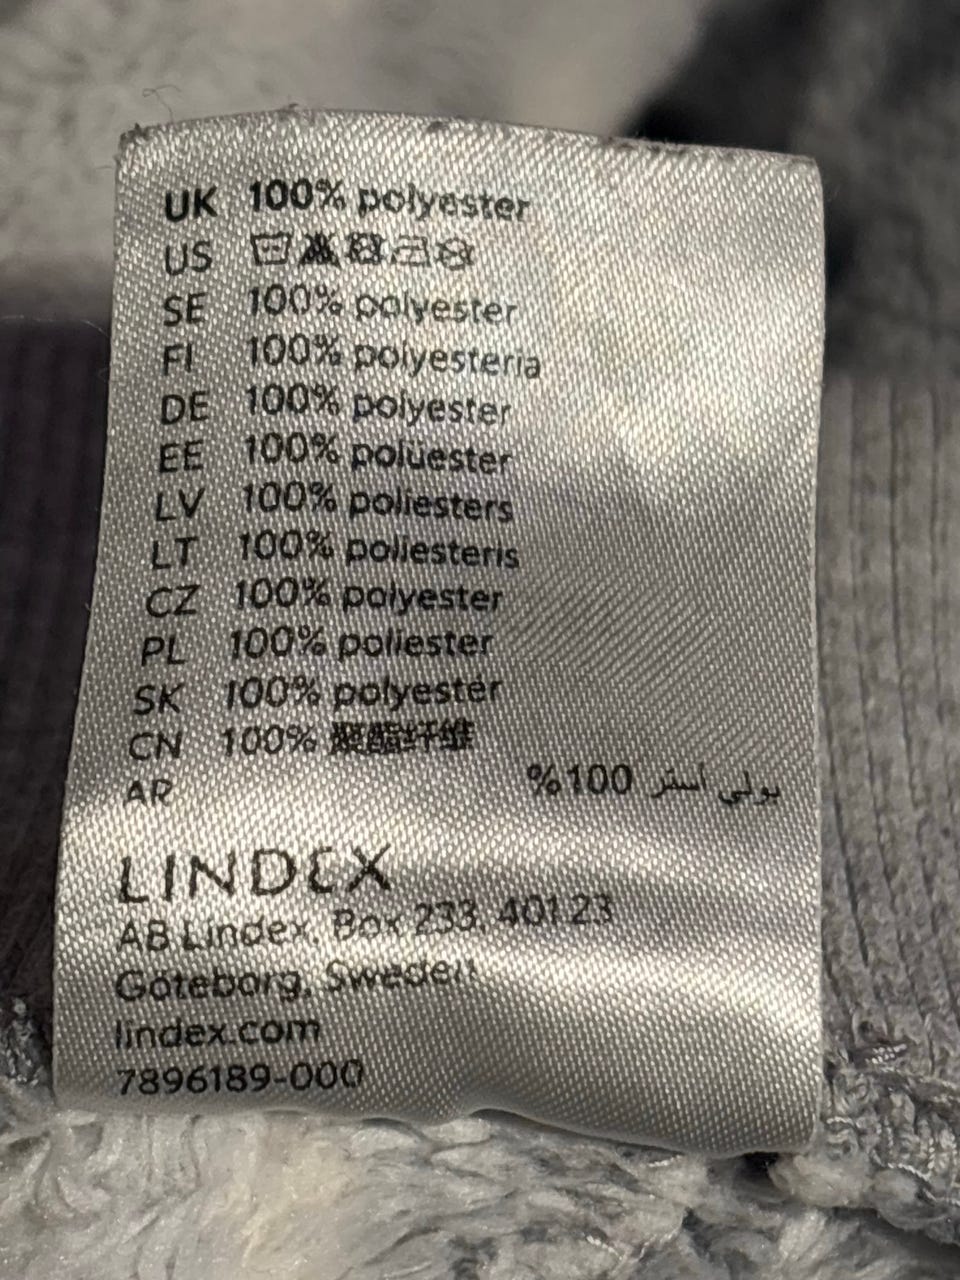 UK 100% polyester
US
SE 100% polyester
FI 100% polyesteria
DE 100% polyester
EE 100% polüester
LV 100% poliesters
LT 100% poliesteris
CZ 100% polyester
PL 100% poliester
SK 100% polyester
CN 100% 聚酯纤维
AR %100 بولي أستر
LINDEX
AB Lindex, Box 233, 401 23
Göteborg, Sweden
lindex.com
7896189-000